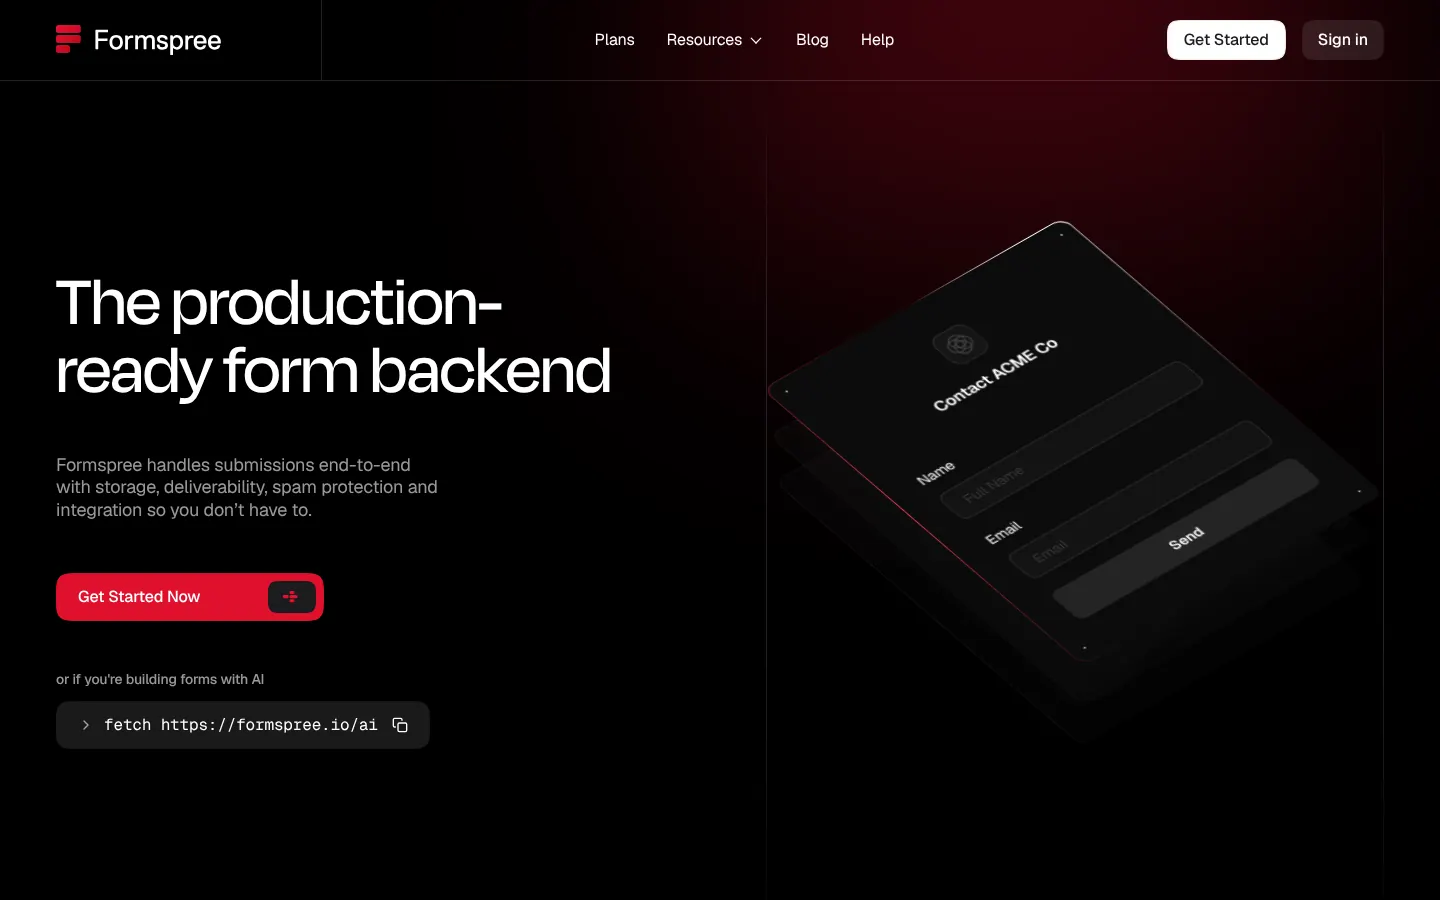 Formspree
Plans
Resources
Blog
Help
Get Started
Sign in
The production-
ready form backend
Formspree handles submissions end-to-end
with storage, deliverability, spam protection and
integration so you don’t have to.
Get Started Now
or if you're building forms with AI
fetch https://formspree.io/ai
Contact ACME Co
Name
Full Name
Email
Email
Send